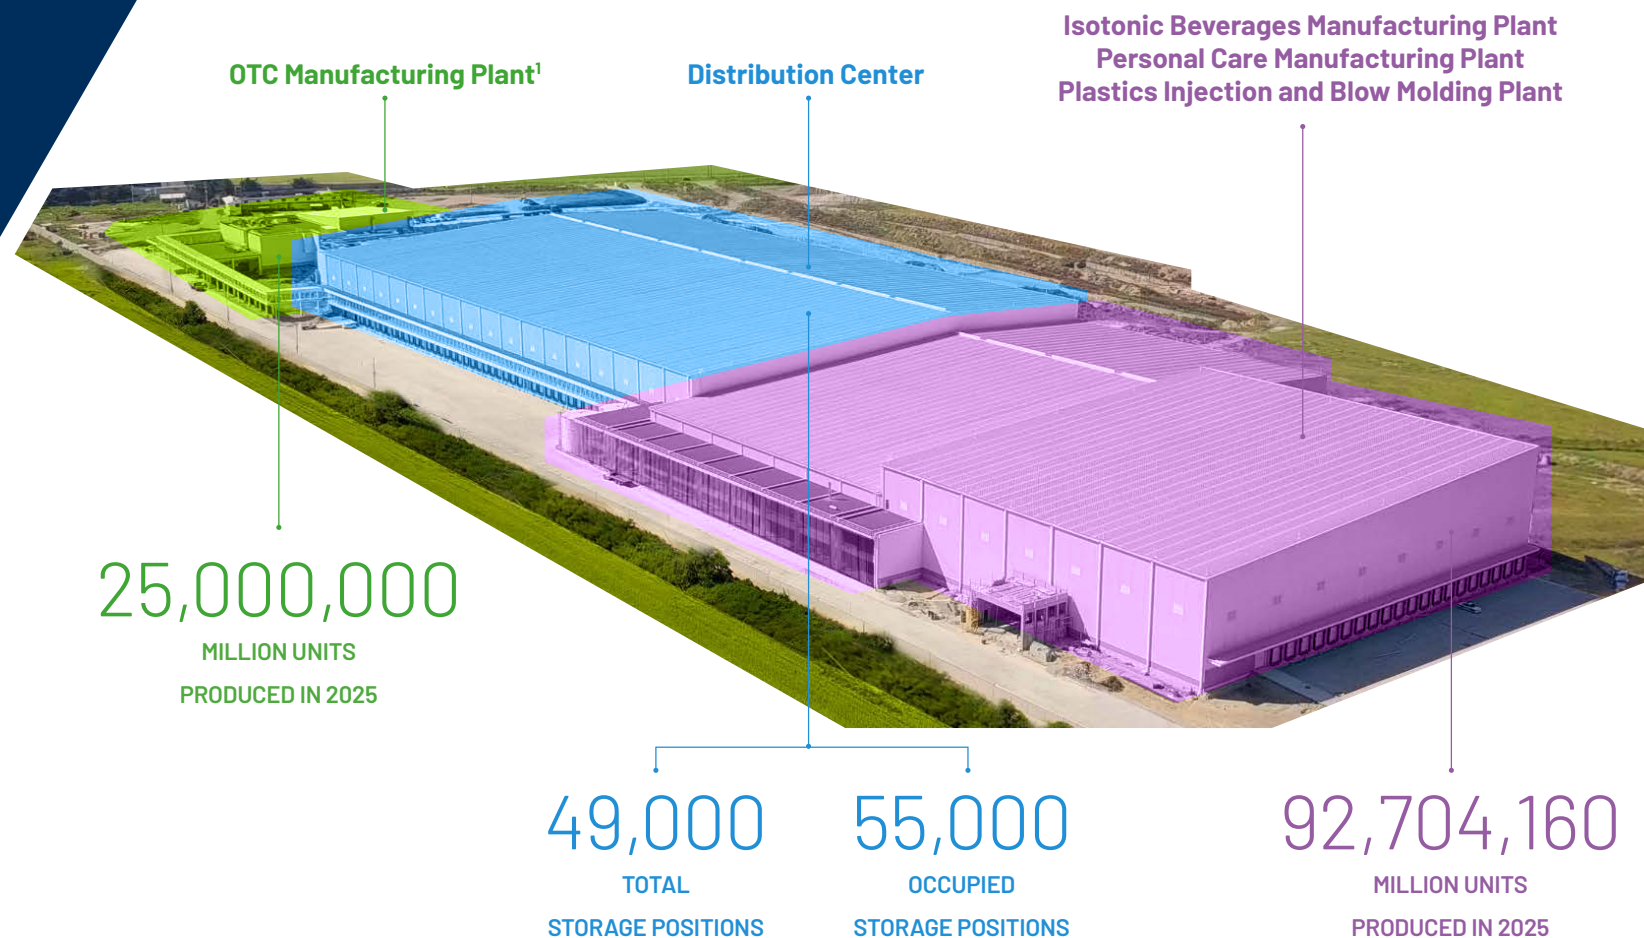 OTC Manufacturing Plant¹
Distribution Center
Isotonic Beverages Manufacturing Plant
Personal Care Manufacturing Plant
Plastics Injection and Blow Molding Plant
25,000,000
MILLION UNITS
PRODUCED IN 2025
49,000
TOTAL
STORAGE POSITIONS
55,000
OCCUPIED
STORAGE POSITIONS
92,704,160
MILLION UNITS
PRODUCED IN 2025